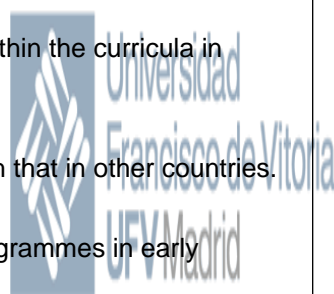 thin the curricula in
Universidad
n that in other countries.
Francisco de Vitoria
grammes in early
UFV Madrid